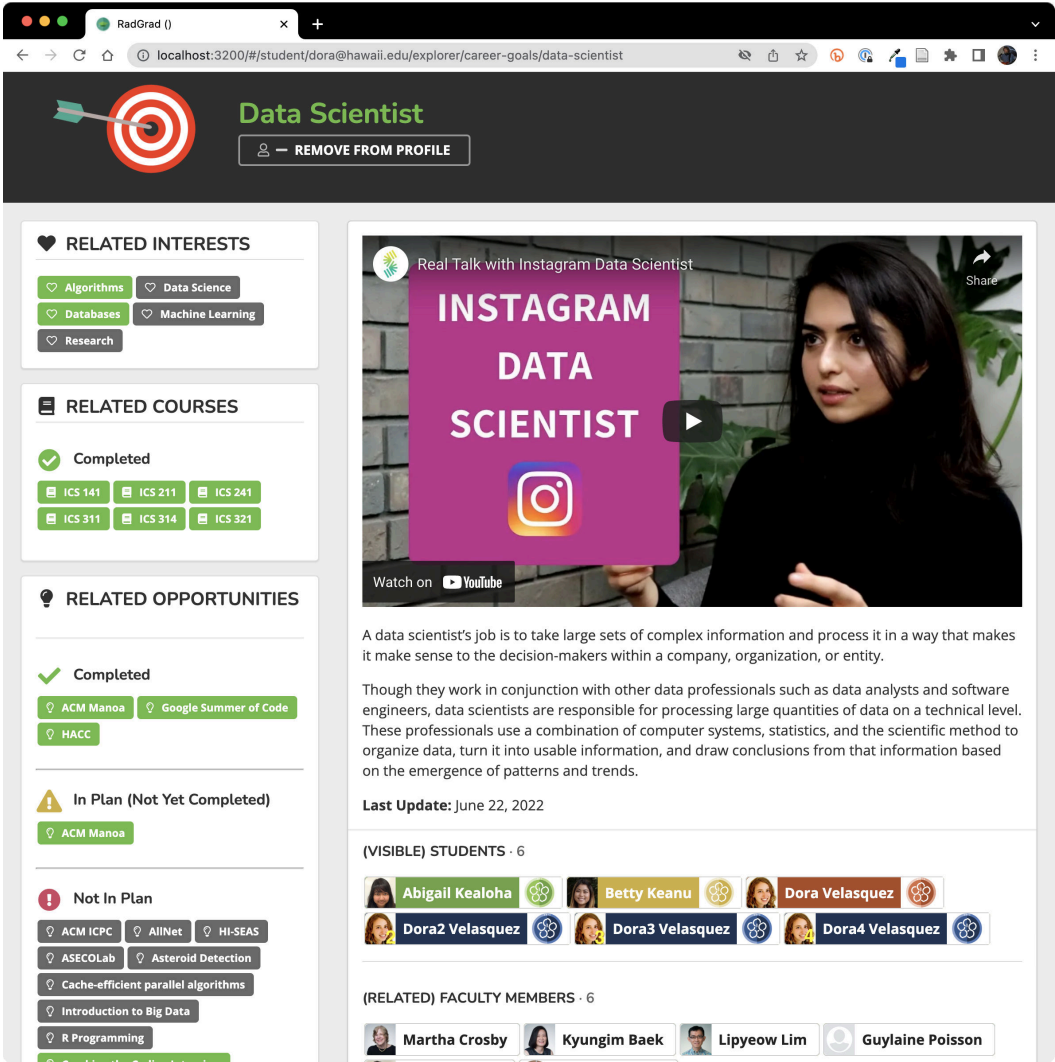 RadGrad ()
localhost:3200/#/student/dora@hawaii.edu/explorer/career-goals/data-scientist
Data Scientist
REMOVE FROM PROFILE
RELATED INTERESTS
Algorithms Data Science
Databases Machine Learning
Research
RELATED COURSES
Completed
ICS 141 ICS 211 ICS 241
ICS 311 ICS 314 ICS 321
RELATED OPPORTUNITIES
Completed
ACM Manoa Google Summer of Code
HACC
In Plan (Not Yet Completed)
ACM Manoa
Not In Plan
ACM ICPC AllNet HI-SEAS
ASECOLab Asteroid Detection
Cache-efficient parallel algorithms
Introduction to Big Data
R Programming
Real Talk with Instagram Data Scientist
Share
INSTAGRAM
DATA
SCIENTIST
Watch on YouTube
A data scientist’s job is to take large sets of complex information and process it in a way that makes
it make sense to the decision-makers within a company, organization, or entity.
Though they work in conjunction with other data professionals such as data analysts and software
engineers, data scientists are responsible for processing large quantities of data on a technical level.
These professionals use a combination of computer systems, statistics, and the scientific method to
organize data, turn it into usable information, and draw conclusions from that information based
on the emergence of patterns and trends.
Last Update: June 22, 2022
(VISIBLE) STUDENTS · 6
Abigail Kealoha Betty Keanu Dora Velasquez
2 Dora2 Velasquez 3 Dora3 Velasquez 4 Dora4 Velasquez
(RELATED) FACULTY MEMBERS · 6
Martha Crosby Kyungim Baek Lipyeow Lim Guylaine Poisson